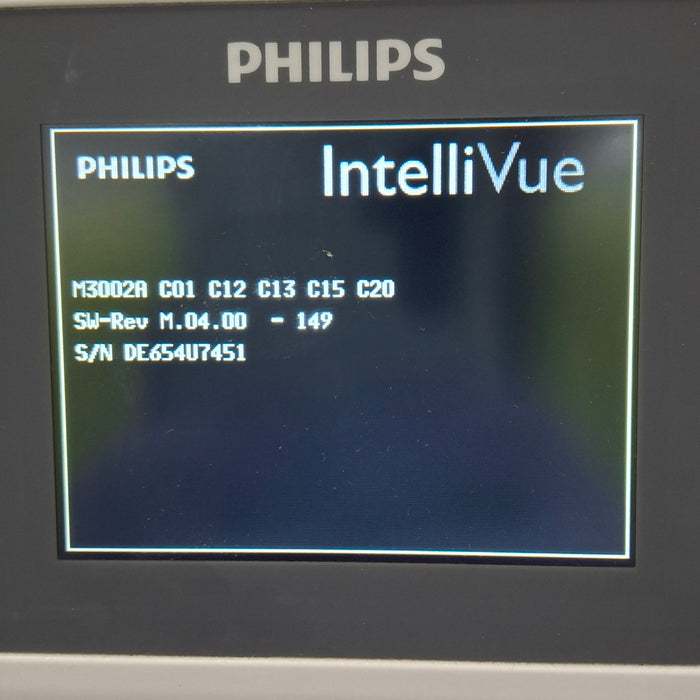 PHILIPS
PHILIPS IntelliVue
M3002A C01 C12 C13 C15 C20
SW-Rev M.04.00 - 149
S/N DE654U7451